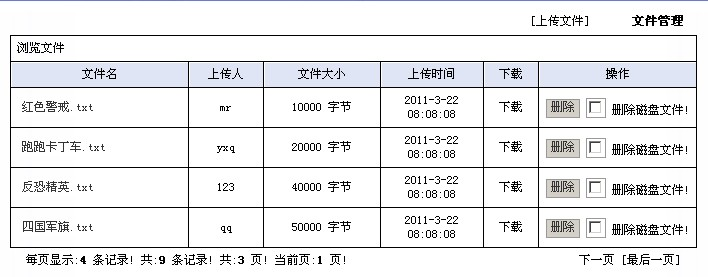 [上传文件] 文件管理
浏览文件
文件名 上传人 文件大小 上传时间 下载 操作
红色警戒.txt mr 10000 字节 2011-3-22 08:08:08 下载 删除 删除磁盘文件!
跑跑卡丁车.txt yxq 20000 字节 2011-3-22 08:08:08 下载 删除 删除磁盘文件!
反恐精英.txt 123 40000 字节 2011-3-22 08:08:08 下载 删除 删除磁盘文件!
四国军旗.txt qq 50000 字节 2011-3-22 08:08:08 下载 删除 删除磁盘文件!
每页显示:4 条记录! 共:9 条记录! 共:3 页! 当前页:1 页! 下一页 [最后一页]